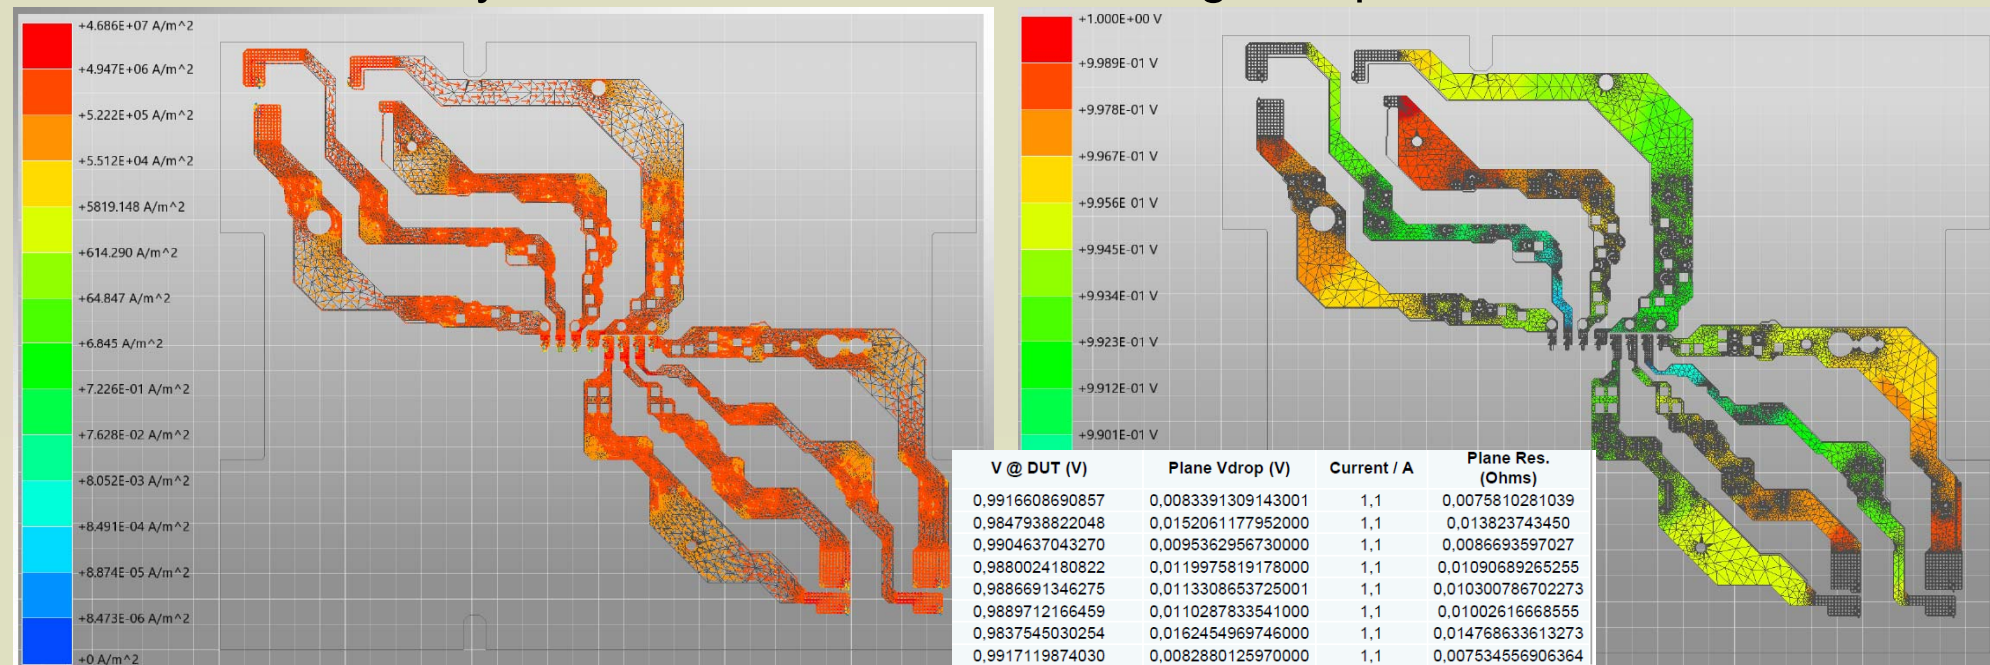 +4.686E+07 A/m^2
+4.947E+06 A/m^2
+5.222E+05 A/m^2
+5.512E+04 A/m^2
+5819.148 A/m^2
+614.290 A/m^2
+64.847 A/m^2
+6.845 A/m^2
+7.226E-01 A/m^2
+7.628E-02 A/m^2
+8.052E-03 A/m^2
+8.491E-04 A/m^2
+8.874E-05 A/m^2
+8.473E-06 A/m^2
+0 A/m^2
+1.000E+00 V
+9.989E-01 V
+9.978E-01 V
+9.967E-01 V
+9.956E 01 V
+9.945E-01 V
+9.934E-01 V
+9.923E-01 V
+9.912E-01 V
+9.901E-01 V
V @ DUT (V) Plane Vdrop (V) Current / A Plane Res. (Ohms)
0,9916608690857 0,0083391309143001 1,1 0,0075810281039
0,9847938822048 0,0152061177952000 1,1 0,013823743450
0,9904637043270 0,0095362956730000 1,1 0,0086693597027
0,9880024180822 0,0119975819178000 1,1 0,01090689265255
0,9886691346275 0,0113308653725001 1,1 0,010300786702273
0,9889712166459 0,0110287833541000 1,1 0,01002616668555
0,9837545030254 0,0162454969746000 1,1 0,014768633613273
0,9917119874030 0,0082880125970000 1,1 0,007534556906364